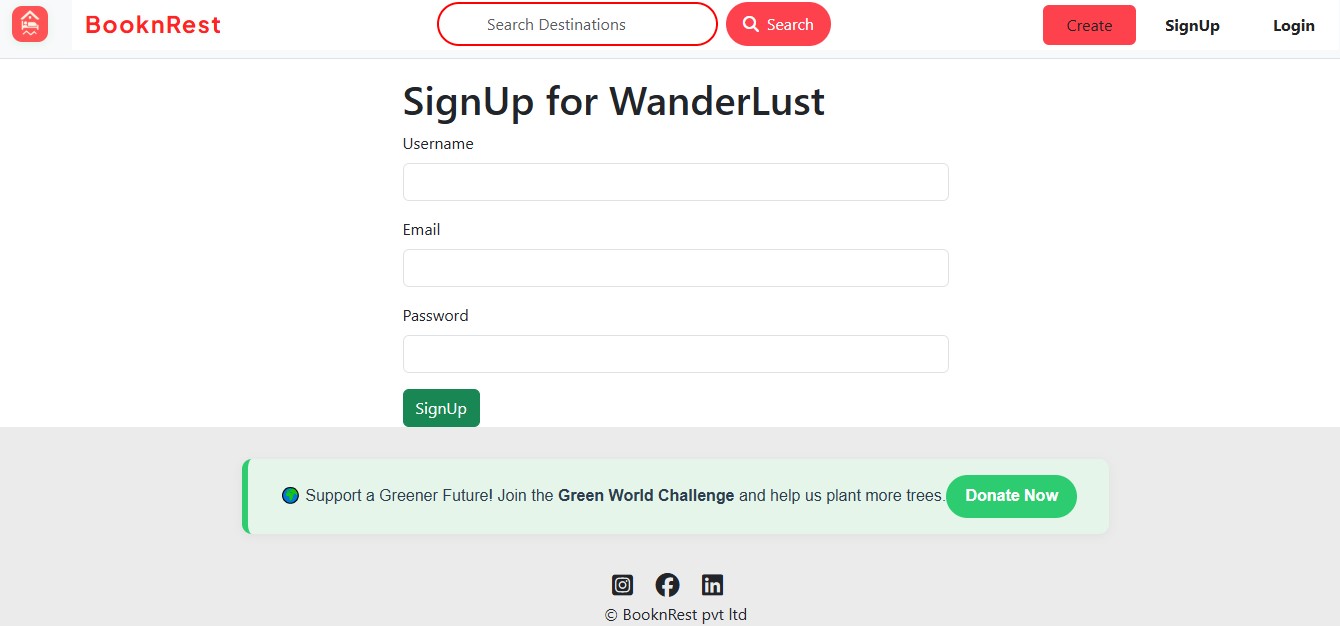 BooknRest
Search Destinations
Search
Create
SignUp
Login
SignUp for WanderLust
Username
Email
Password
SignUp
Support a Greener Future! Join the Green World Challenge and help us plant more trees.
Donate Now
© BooknRest pvt ltd